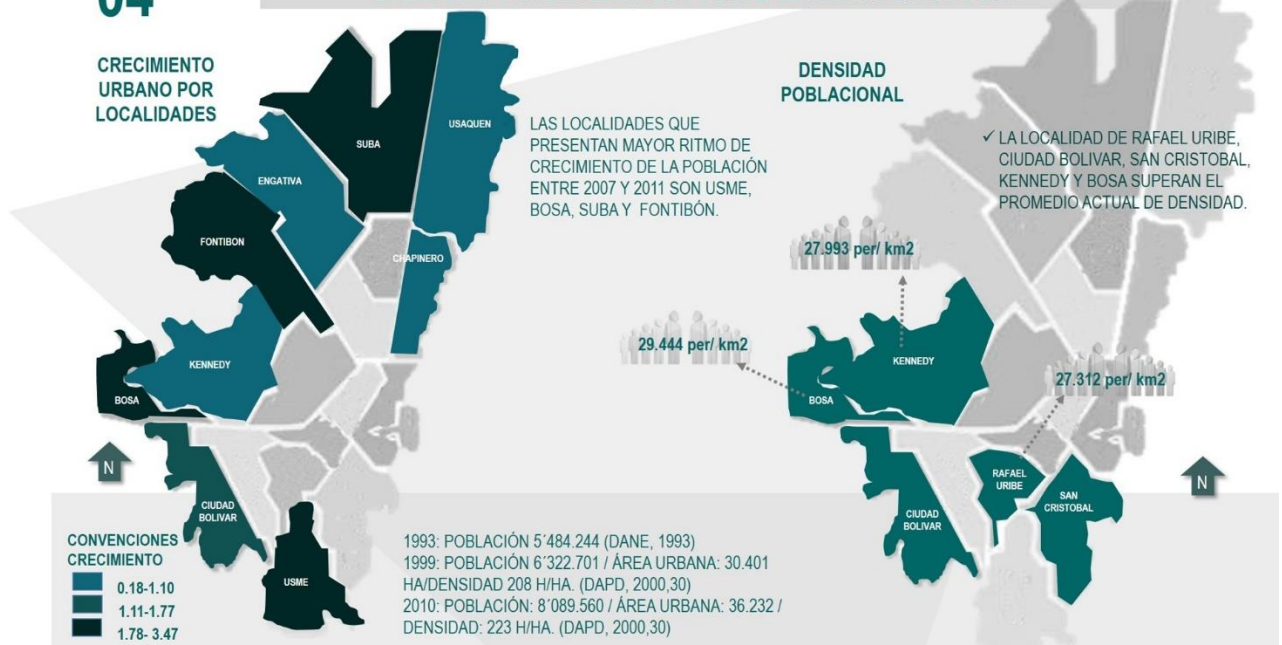 04
CRECIMIENTO
URBANO POR
LOCALIDADES
SUBA
USAQUEN
ENGATIVA
FONTIBON
CHAPINERO
KENNEDY
BOSA
CIUDAD
BOLIVAR
USME
N
LAS LOCALIDADES QUE
PRESENTAN MAYOR RITMO DE
CRECIMIENTO DE LA POBLACIÓN
ENTRE 2007 Y 2011 SON USME,
BOSA, SUBA Y FONTIBÓN.
CONVENCIONES
CRECIMIENTO
0.18-1.10
1.11-1.77
1.78- 3.47
1993: POBLACIÓN 5´484.244 (DANE, 1993)
1999: POBLACIÓN 6´322.701 / ÁREA URBANA: 30.401
HA/DENSIDAD 208 H/HA. (DAPD, 2000,30)
2010: POBLACIÓN: 8´089.560 / ÁREA URBANA: 36.232 /
DENSIDAD: 223 H/HA. (DAPD, 2000,30)
DENSIDAD
POBLACIONAL
✓ LA LOCALIDAD DE RAFAEL URIBE,
CIUDAD BOLIVAR, SAN CRISTOBAL,
KENNEDY Y BOSA SUPERAN EL
PROMEDIO ACTUAL DE DENSIDAD.
27.993 per/ km2
29.444 per/ km2
27.312 per/ km2
KENNEDY
BOSA
RAFAEL
URIBE
SAN
CRISTOBAL
CIUDAD
BOLIVAR
N